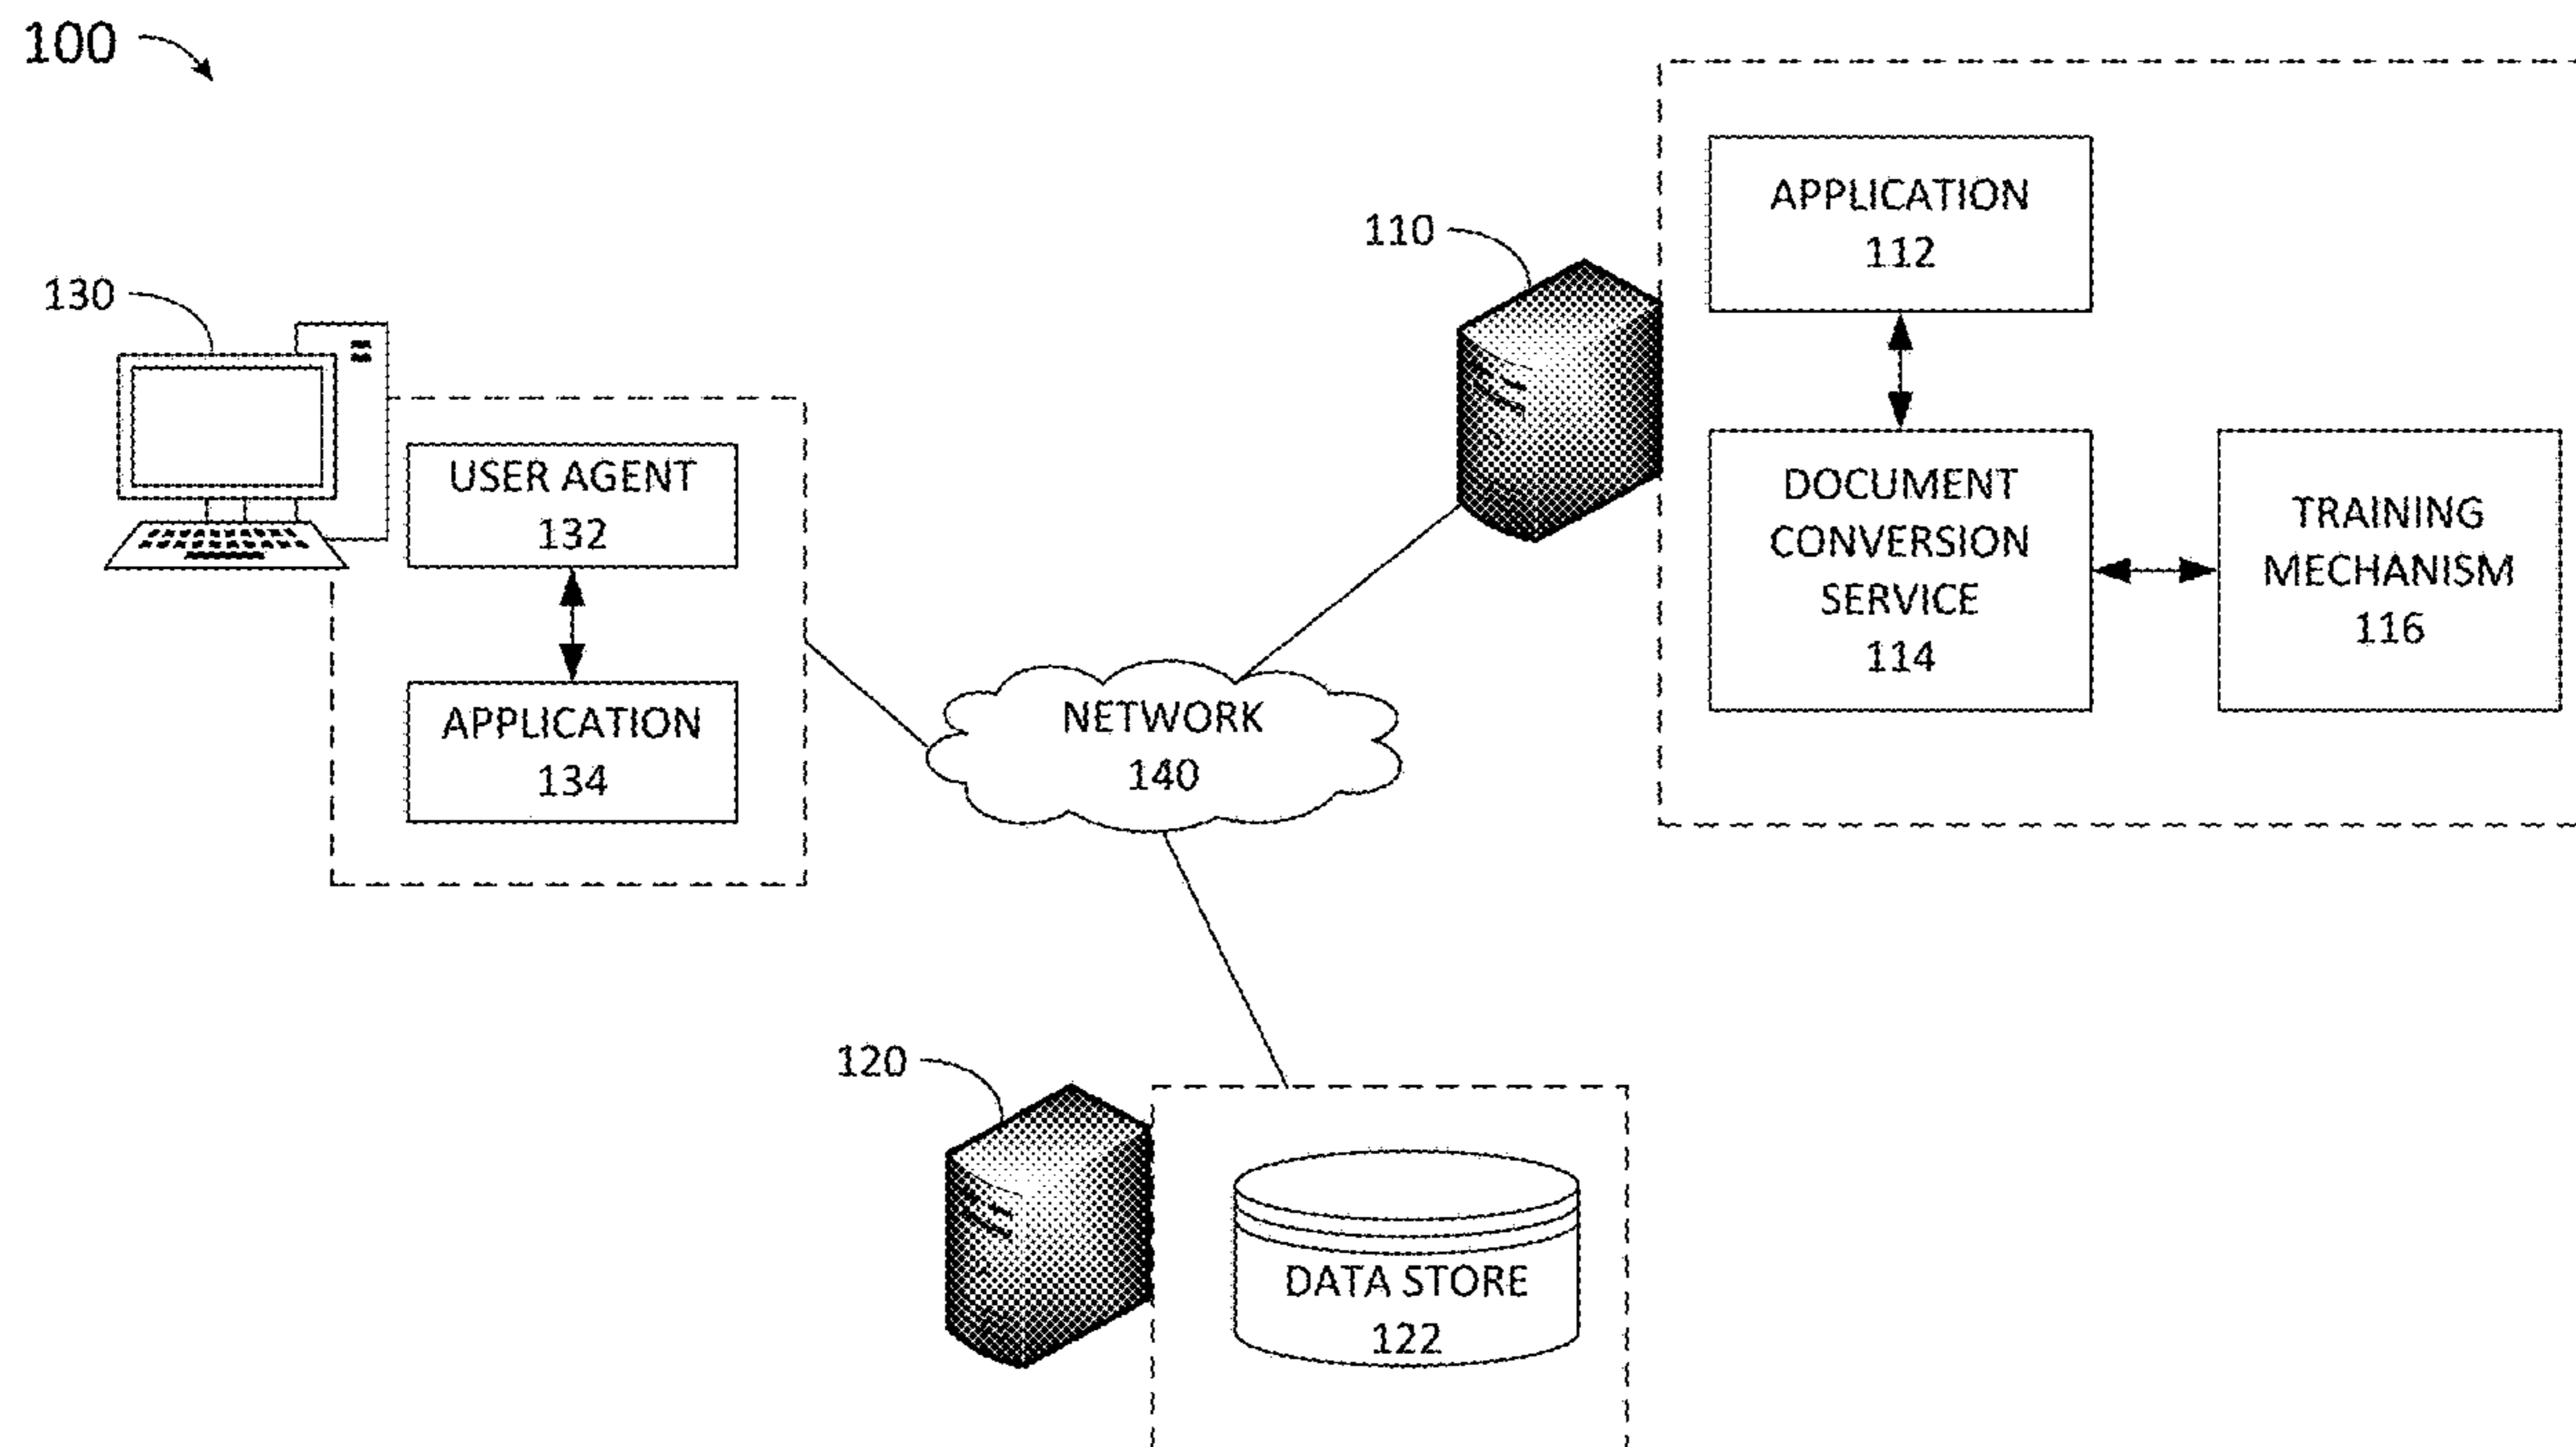 100
110
APPLICATION
112
130
USER AGENT
132
DOCUMENT
CONVERSION
SERVICE
114
TRAINING
MECHANISM
116
APPLICATION
134
NETWORK
140
120
DATA STORE
122